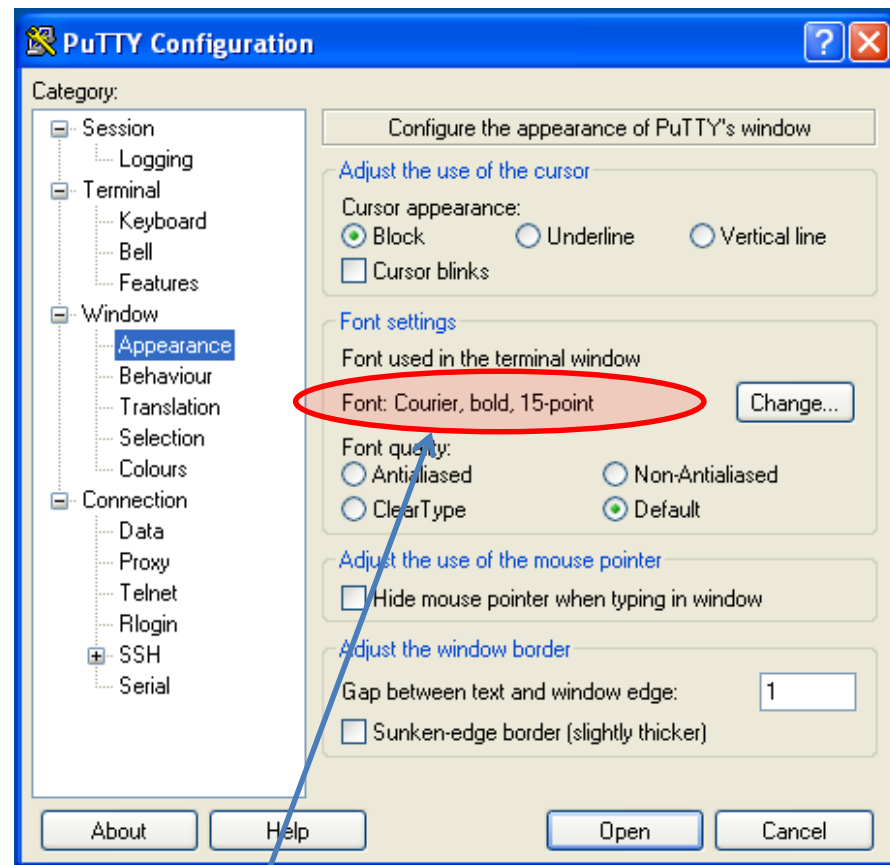 PuTTY Configuration
Category:
Session
Logging
Terminal
Keyboard
Bell
Features
Window
Appearance
Behaviour
Translation
Selection
Colours
Connection
Data
Proxy
Telnet
Rlogin
SSH
Serial
Configure the appearance of PuTTY's window
Adjust the use of the cursor
Cursor appearance:
Block Underline Vertical line
Cursor blinks
Font settings
Font used in the terminal window
Font: Courier, bold, 15-point Change...
Font quality:
Antialiased Non-Antialiased
ClearType Default
Adjust the use of the mouse pointer
Hide mouse pointer when typing in window
Adjust the window border
Gap between text and window edge: 1
Sunken-edge border (slightly thicker)
About Help Open Cancel